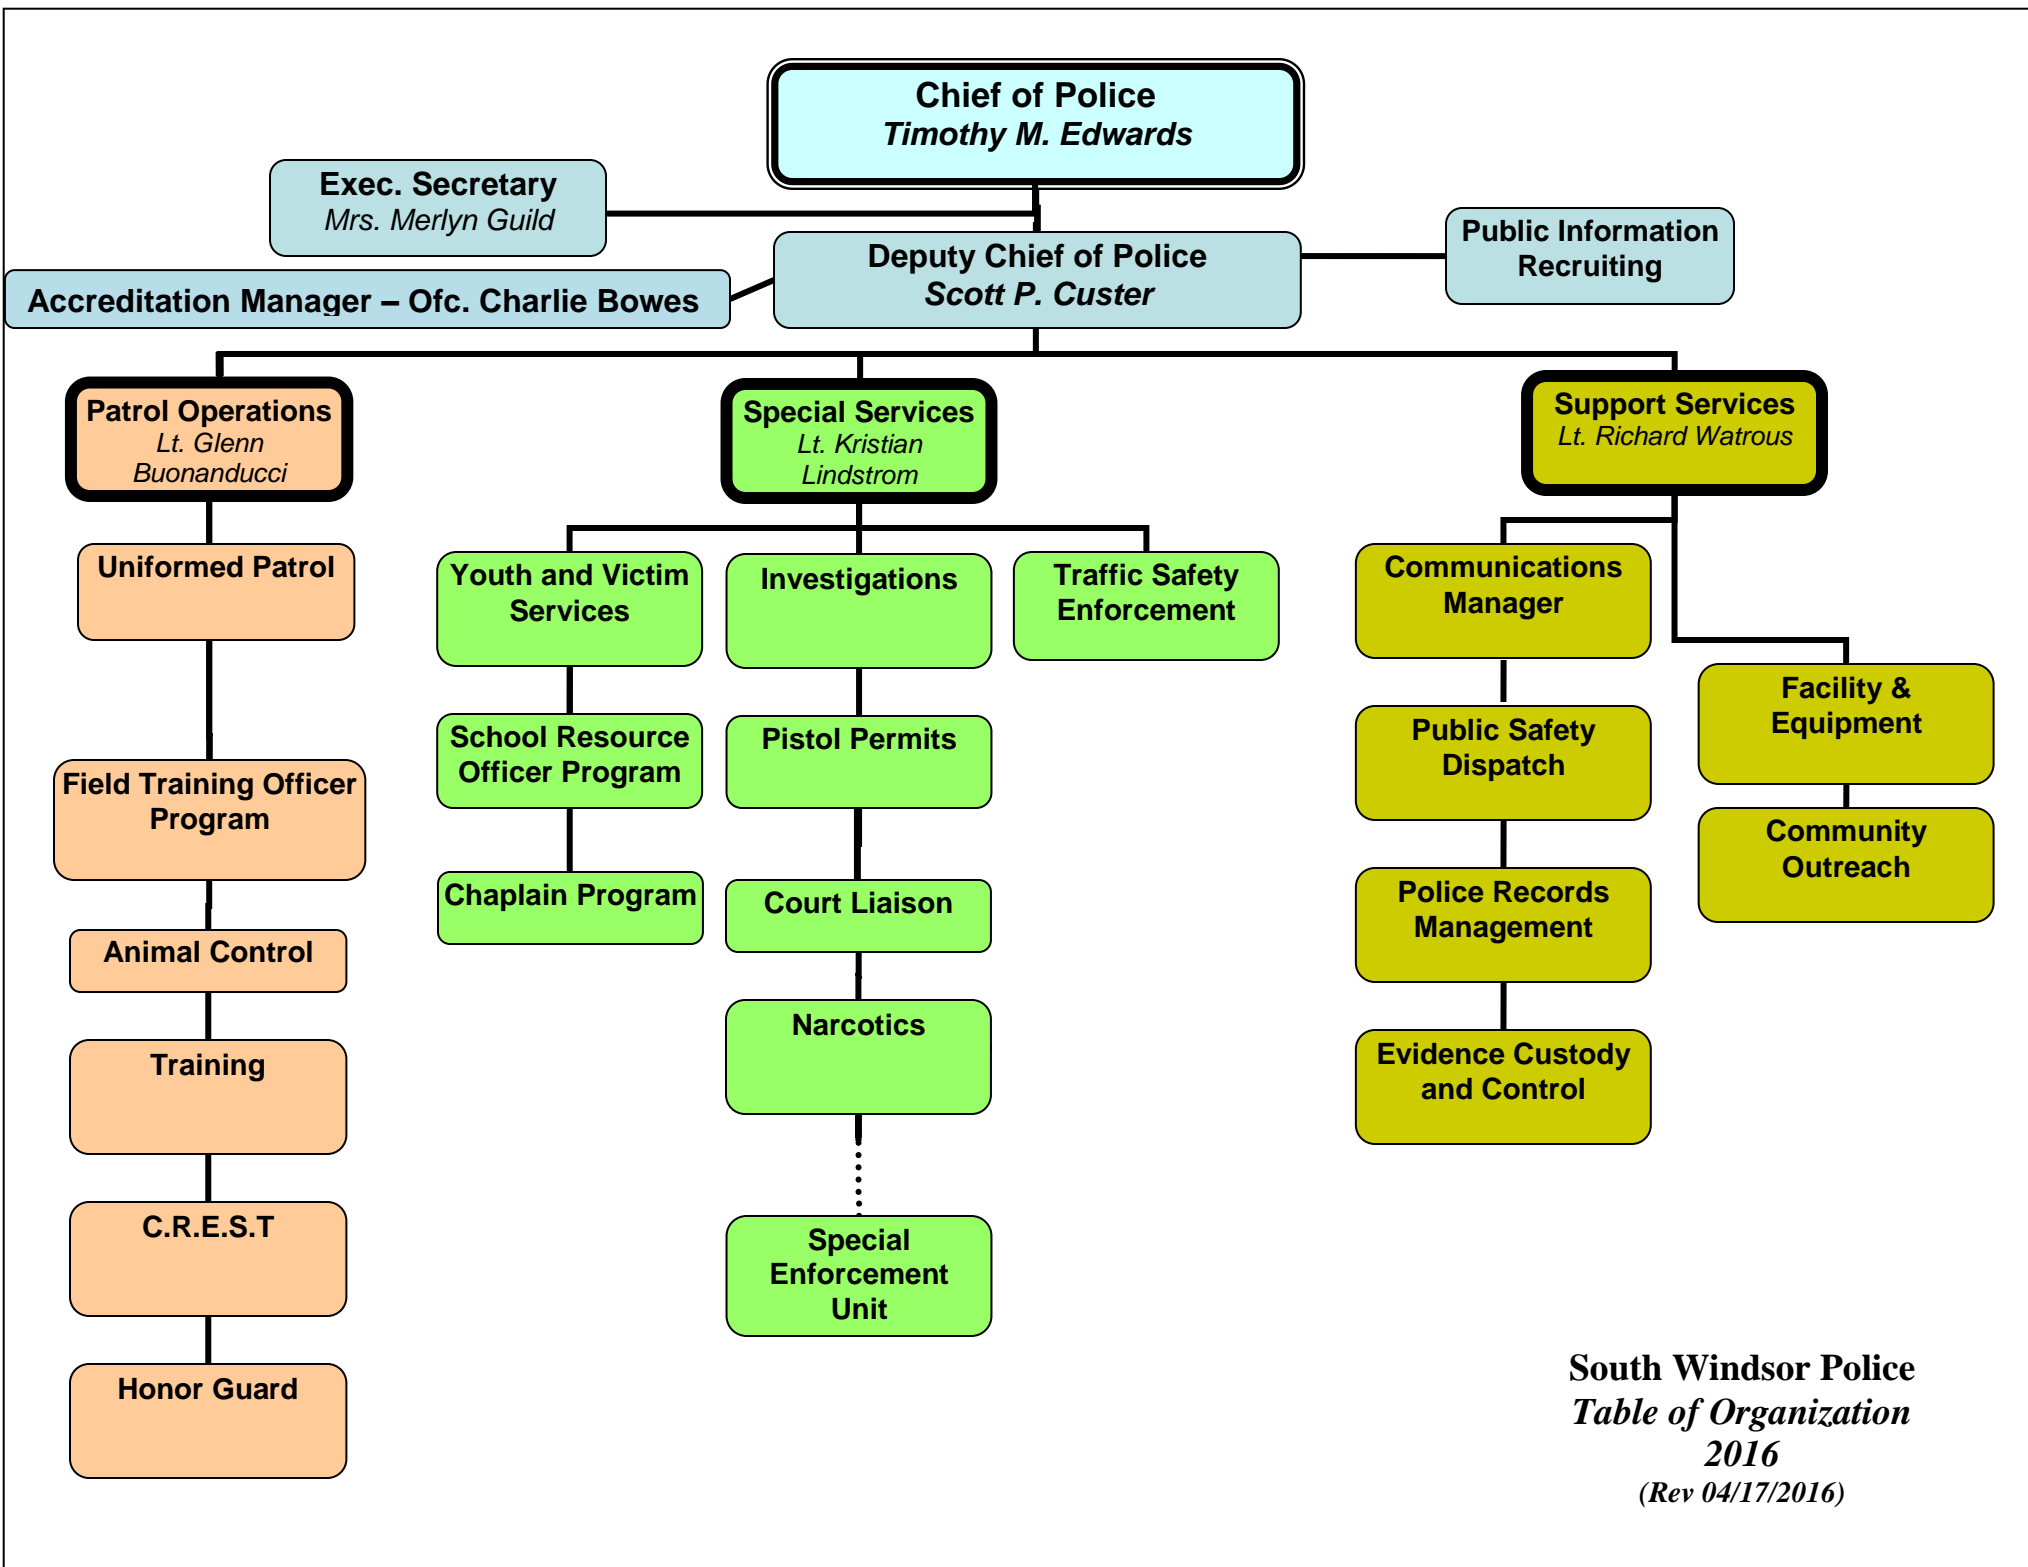 Chief of Police
Timothy M. Edwards
Exec. Secretary
Mrs. Merlyn Guild
Public Information
Recruiting
Deputy Chief of Police
Scott P. Custer
Accreditation Manager – Ofc. Charlie Bowes
Patrol Operations
Lt. Glenn
Buonanducci
Special Services
Lt. Kristian
Lindstrom
Support Services
Lt. Richard Watrous
Uniformed Patrol
Field Training Officer
Program
Animal Control
Training
C.R.E.S.T
Honor Guard
Youth and Victim
Services
School Resource
Officer Program
Chaplain Program
Investigations
Pistol Permits
Court Liaison
Narcotics
Special
Enforcement
Unit
Traffic Safety
Enforcement
Communications
Manager
Public Safety
Dispatch
Police Records
Management
Evidence Custody
and Control
Facility &
Equipment
Community
Outreach
South Windsor Police
Table of Organization
2016
(Rev 04/17/2016)